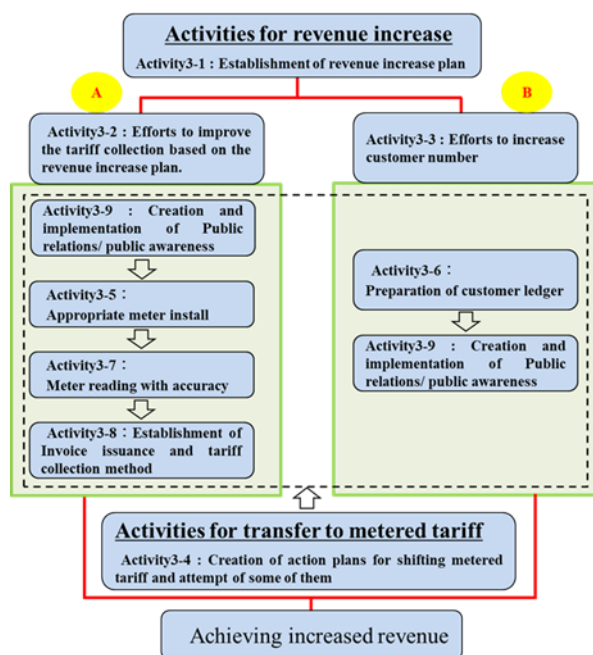 Activities for revenue increase
Activity3-1 : Establishment of revenue increase plan
A
B
Activity3-2 : Efforts to improve
the tariff collection based on the
revenue increase plan.
Activity3-3 : Efforts to increase
customer number
Activity3-9 : Creation and
implementation of Public
relations/ public awareness
Activity3-5：
Appropriate meter install
Activity3-7：
Meter reading with accuracy
Activity3-8：Establishment of
Invoice issuance and tariff
collection method
Activity3-6：
Preparation of customer ledger
Activity3-9 : Creation and
implementation of Public
relations/ public awareness
Activities for transfer to metered tariff
Activity3-4 : Creation of action plans for shifting metered
tariff and attempt of some of them
Achieving increased revenue